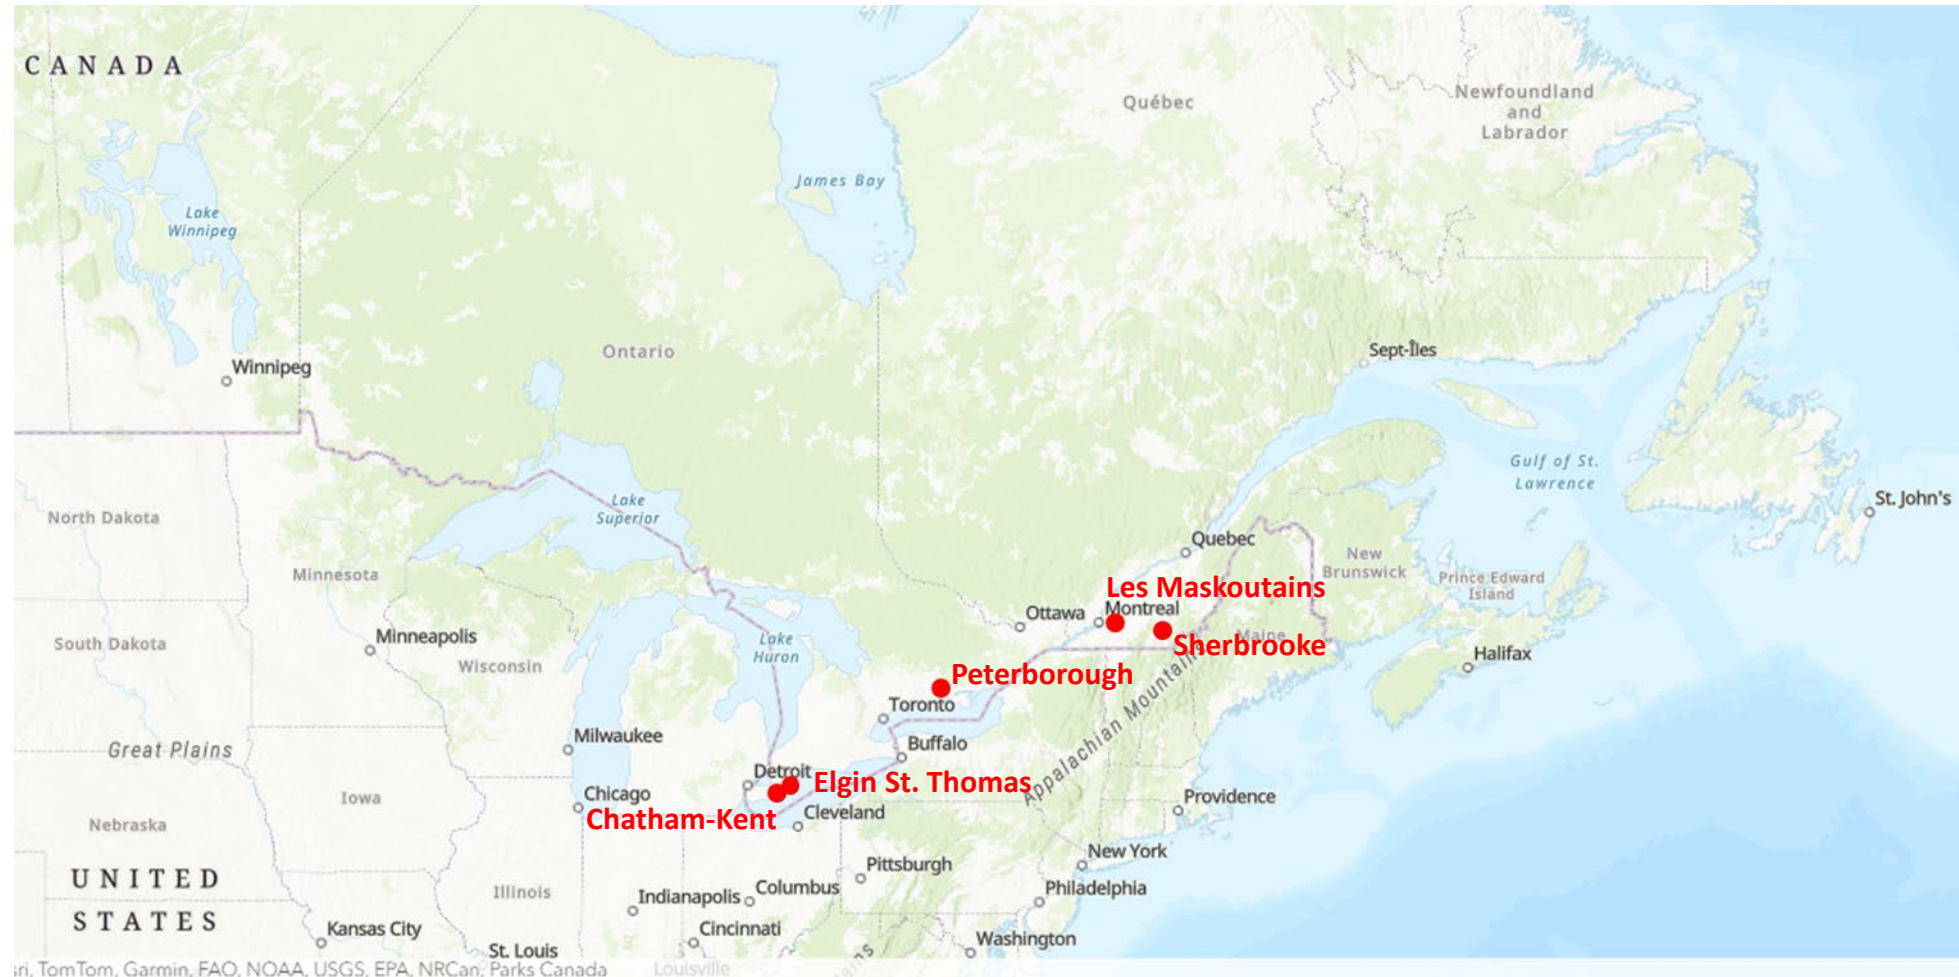 CANADA
Québec
Newfoundland
and
Labrador
James Bay
Lake
Winnipeg
Winnipeg
Ontario
Sept-Îles
Gulf of St.
Lawrence
St. John's
North Dakota
Lake
Superior
Quebec
New
Brunswick
Minnesota
Prince Edward
Island
Les Maskoutains
Ottawa
Montreal
Minneapolis
South Dakota
Lake
Huron
Maine
Sherbrooke
Halifax
Wisconsin
Peterborough
Toronto
Milwaukee
Great Plains
Buffalo
Appalachian Mountains
Detroit
Elgin St. Thomas
Chicago
Iowa
Chatham-Kent
Cleveland
Providence
Nebraska
New York
Pittsburgh
UNITED
STATES
Illinois
Indianapolis
Columbus
Philadelphia
Kansas City
Cincinnati
Washington
St. Louis
sri, TomTom, Garmin, FAO, NOAA, USGS, EPA, NRCan, Parks Canada
Louisville